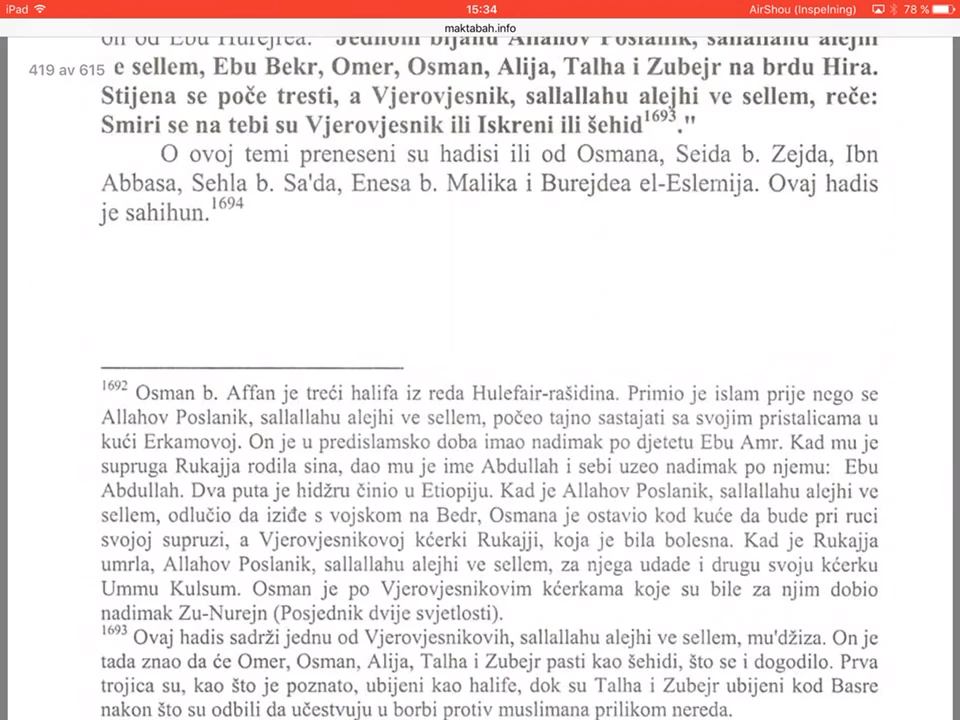 iPad 15:34 AirShou (Inspelning) 78 %
maktabah.info
on od Ebu Hurejrea: "Jednom bijahu Allahov Poslanik, sallallahu alejhi
419 av 615 e sellem, Ebu Bekr, Omer, Osman, Alija, Talha i Zubejr na brdu Hira.
Stijena se poče tresti, a Vjerovjesnik, sallallahu alejhi ve sellem, reče:
Smiri se na tebi su Vjerovjesnik ili Iskreni ili šehid1693."
O ovoj temi preneseni su hadisi ili od Osmana, Seida b. Zejda, Ibn
Abbasa, Sehla b. Sa'da, Enesa b. Malika i Burejdea el-Eslemija. Ovaj hadis
je sahihun.1694
1692 Osman b. Affan je treći halifa iz reda Hulefair-rašidina. Primio je islam prije nego se
Allahov Poslanik, sallallahu alejhi ve sellem, počeo tajno sastajati sa svojim pristalicama u
kući Erkamovoj. On je u predislamsko doba imao nadimak po djetetu Ebu Amr. Kad mu je
supruga Rukajja rodila sina, dao mu je ime Abdullah i sebi uzeo nadimak po njemu: Ebu
Abdullah. Dva puta je hidžru činio u Etiopiju. Kad je Allahov Poslanik, sallallahu alejhi ve
sellem, odlučio da iziđe s vojskom na Bedr, Osmana je ostavio kod kuće da bude pri ruci
svojoj supruzi, a Vjerovjesnikovoj kćerki Rukajji, koja je bila bolesna. Kad je Rukajja
umrla, Allahov Poslanik, sallallahu alejhi ve sellem, za njega udade i drugu svoju kćerku
Ummu Kulsum. Osman je po Vjerovjesnikovim kćerkama koje su bile za njim dobio
nadimak Zu-Nurejn (Posjednik dvije svjetlosti).
1693 Ovaj hadis sadrži jednu od Vjerovjesnikovih, sallallahu alejhi ve sellem, mu'džiza. On je
tada znao da će Omer, Osman, Alija, Talha i Zubejr pasti kao šehidi, što se i dogodilo. Prva
trojica su, kao što je poznato, ubijeni kao halife, dok su Talha i Zubejr ubijeni kod Basre
nakon što su odbili da učestvuju u borbi protiv muslimana prilikom nereda.